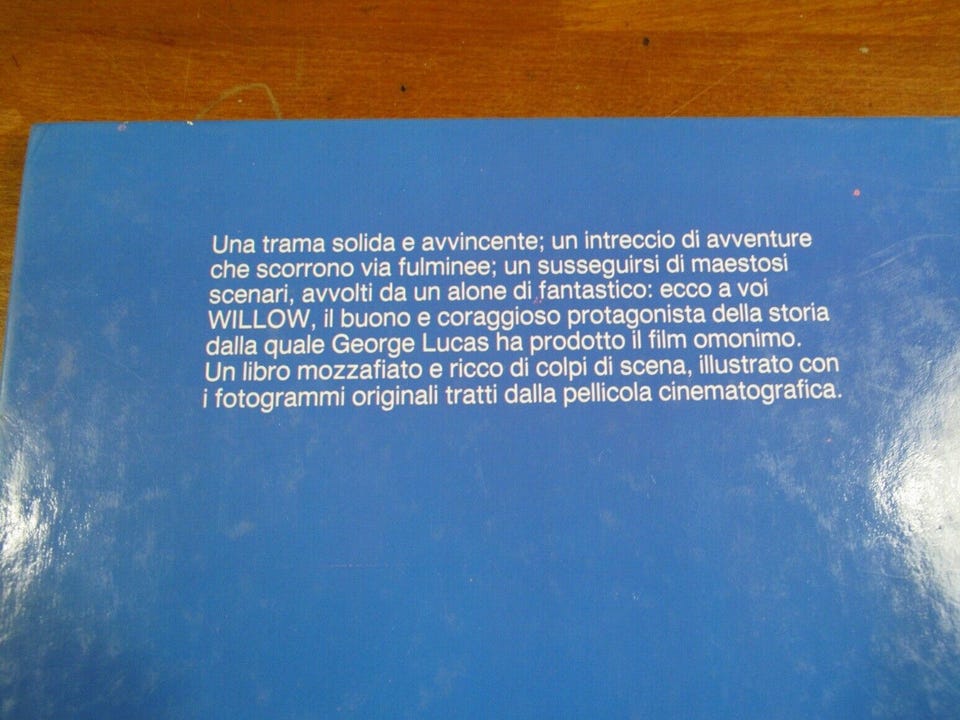 Una trama solida e avvincente; un intreccio di avventure
che scorrono via fulminee; un susseguirsi di maestosi
scenari, avvolti da un alone di fantastico: ecco a voi
WILLOW, il buono e coraggioso protagonista della storia
dalla quale George Lucas ha prodotto il film omonimo.
Un libro mozzafiato e ricco di colpi di scena, illustrato con
i fotogrammi originali tratti dalla pellicola cinematografica.